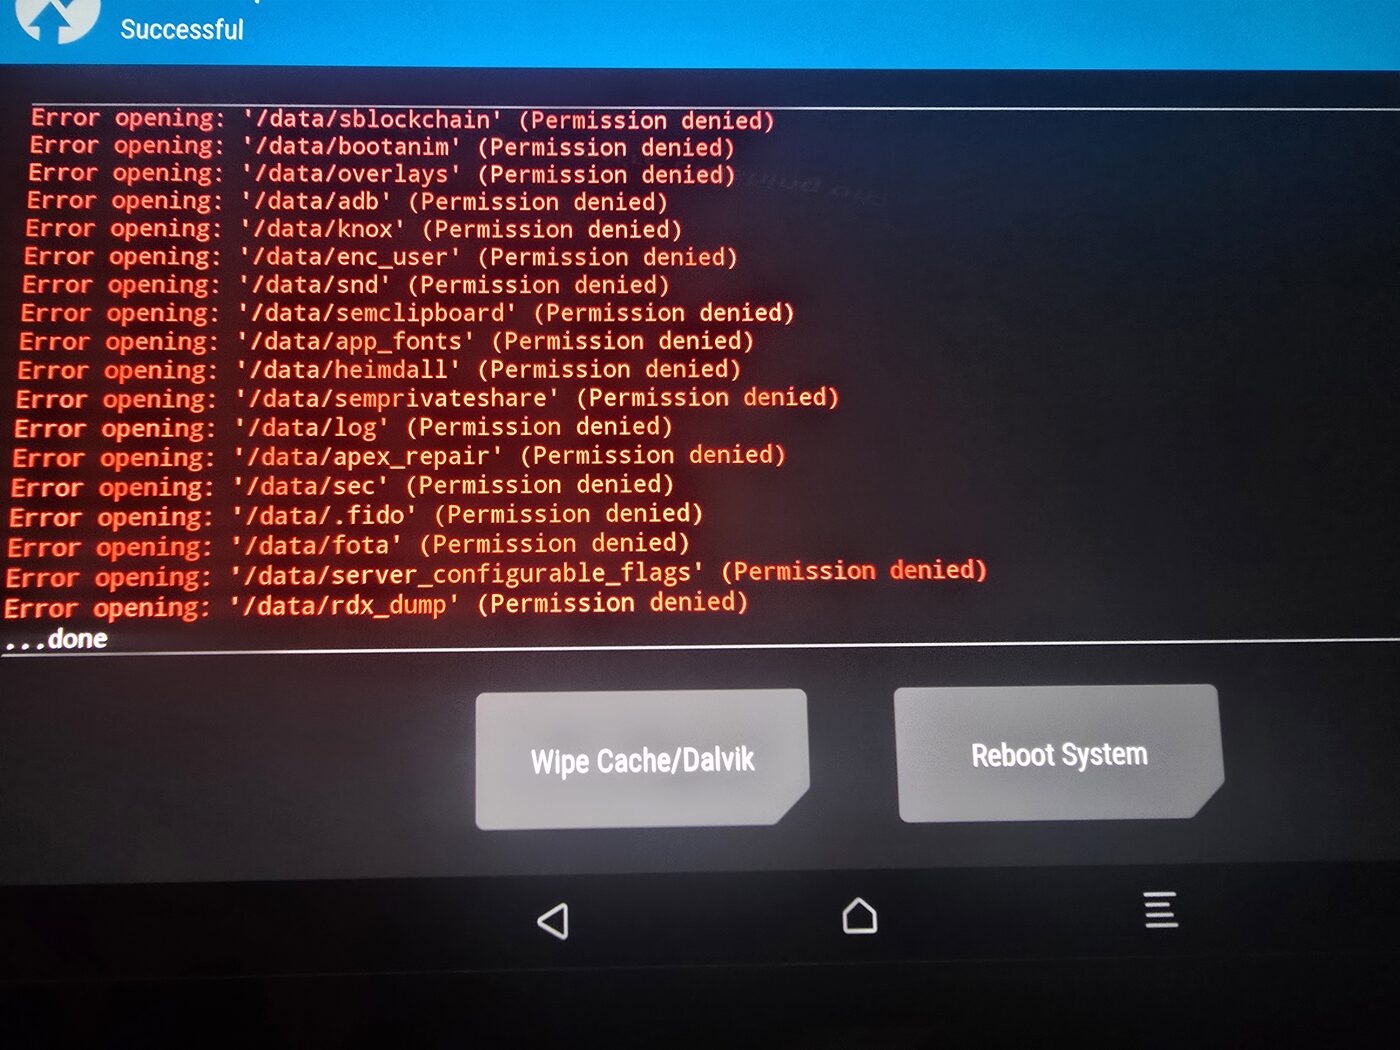 Successful
Error opening: '/data/sblockchain' (Permission denied)
Error opening: '/data/bootanim' (Permission denied)
Error opening: '/data/overlays' (Permission denied)
Error opening: '/data/adb' (Permission denied)
Error opening: '/data/knox' (Permission denied)
Error opening: '/data/enc_user' (Permission denied)
Error opening: '/data/snd' (Permission denied)
Error opening: '/data/semclipboard' (Permission denied)
Error opening: '/data/app_fonts' (Permission denied)
Error opening: '/data/heimdall' (Permission denied)
Error opening: '/data/semprivateshare' (Permission denied)
Error opening: '/data/log' (Permission denied)
Error opening: '/data/apex_repair' (Permission denied)
Error opening: '/data/sec' (Permission denied)
Error opening: '/data/.fido' (Permission denied)
Error opening: '/data/fota' (Permission denied)
Error opening: '/data/server_configurable_flags' (Permission denied)
Error opening: '/data/rdx_dump' (Permission denied)
...done
Wipe Cache/Dalvik
Reboot System